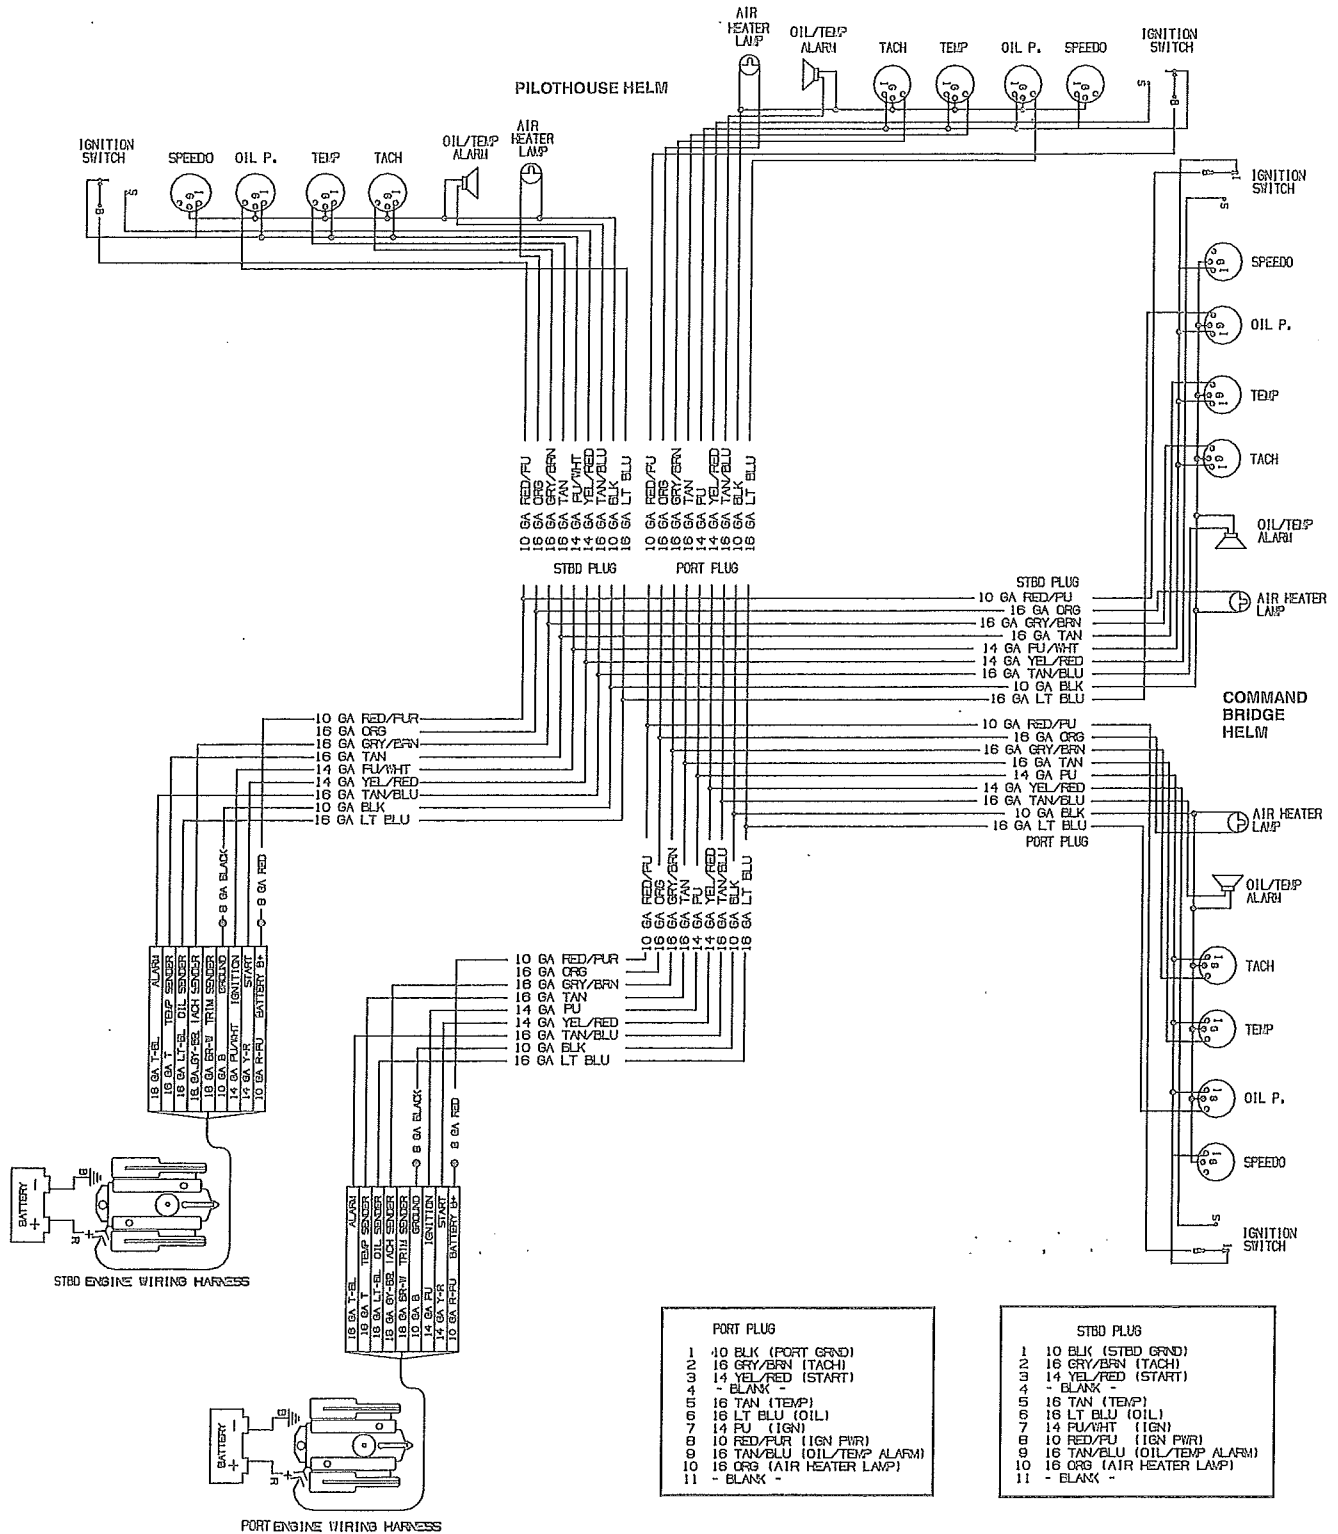 PILOTHOUSE HELM
AIR
HEATER
LAMP
OIL/TEMP
ALARM
TACH
TEMP
OIL P.
SPEEDO
IGNITION
SWITCH
S
B
I
IGNITION
SWITCH
SPEEDO
OIL P.
TEMP
TACH
OIL/TEMP
ALARM
AIR
HEATER
LAMP
I
S
B
IGNITION
SWITCH
S
SPEEDO
OIL P.
TEMP
TACH
OIL/TEMP
ALARM
AIR HEATER
LAMP
10 GA RED/PU
16 GA ORG
16 GA GRY/BRN
16 GA TAN
14 GA PU/WHT
14 GA YEL/RED
16 GA TAN/BLU
10 GA BLK
16 GA LT BLU
STBD PLUG
10 GA RED/PU
16 GA ORG
16 GA GRY/BRN
16 GA TAN
14 GA PU
14 GA YEL/RED
16 GA TAN/BLU
10 GA BLK
16 GA LT BLU
PORT PLUG
STBD PLUG
10 GA RED/PU
16 GA ORG
16 GA GRY/BRN
16 GA TAN
14 GA PU/WHT
14 GA YEL/RED
16 GA TAN/BLU
10 GA BLK
16 GA LT BLU
COMMAND
BRIDGE
HELM
10 GA RED/PU
16 GA ORG
16 GA GRY/BRN
16 GA TAN
14 GA PU
14 GA YEL/RED
16 GA TAN/BLU
10 GA BLK
16 GA LT BLU
PORT PLUG
AIR HEATER
LAMP
OIL/TEMP
ALARM
TACH
TEMP
OIL P.
SPEEDO
S
IGNITION
SWITCH
10 GA RED/PUR
16 GA ORG
16 GA GRY/BRN
16 GA TAN
14 GA PU/WHT
14 GA YEL/RED
16 GA TAN/BLU
10 GA BLK
16 GA LT BLU
8 GA BLACK
8 GA RED
10 GA RED/PU
16 GA ORG
16 GA GRY/BRN
16 GA TAN
14 GA PU
14 GA YEL/RED
16 GA TAN/BLU
10 GA BLK
16 GA LT BLU
18 GA T-BL ALARM
18 GA T TEMP SENDER
18 GA LT-BL OIL SENDER
18 GA GY-BR TACH SENDER
18 GA BR-W TRIM SENDER
10 GA B GROUND
14 GA PU/WHT IGNITION
14 GA Y-R START
10 GA R-PU BATTERY B+
10 GA RED/PUR
16 GA ORG
16 GA GRY/BRN
16 GA TAN
14 GA PU
14 GA YEL/RED
16 GA TAN/BLU
10 GA BLK
16 GA LT BLU
8 GA BLACK
8 GA RED
BATTERY
- B
+ R +
STBD ENGINE WIRING HARNESS
18 GA T-BL ALARM
18 GA T TEMP SENDER
18 GA LT-BL OIL SENDER
18 GA GY-BR TACH SENDER
18 GA BR-W TRIM SENDER
10 GA B GROUND
14 GA PU IGNITION
14 GA Y-R START
10 GA R-PU BATTERY B+
BATTERY
- B
+ R +
PORT ENGINE WIRING HARNESS
PORT PLUG
1 10 BLK (PORT GRND)
2 16 GRY/BRN (TACH)
3 14 YEL/RED (START)
4 - BLANK -
5 16 TAN (TEMP)
6 16 LT BLU (OIL)
7 14 PU (IGN)
8 10 RED/PUR (IGN PWR)
9 16 TAN/BLU (OIL/TEMP ALARM)
10 16 ORG (AIR HEATER LAMP)
11 - BLANK -
STBD PLUG
1 10 BLK (STBD GRND)
2 16 GRY/BRN (TACH)
3 14 YEL/RED (START)
4 - BLANK -
5 16 TAN (TEMP)
6 16 LT BLU (OIL)
7 14 PU/WHT (IGN)
8 10 RED/PU (IGN PWR)
9 16 TAN/BLU (OIL/TEMP ALARM)
10 16 ORG (AIR HEATER LAMP)
11 - BLANK -